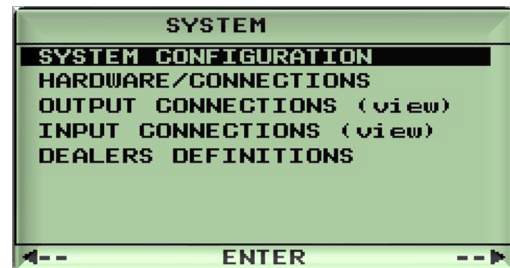 SYSTEM
SYSTEM CONFIGURATION
HARDWARE/CONNECTIONS
OUTPUT CONNECTIONS (view)
INPUT CONNECTIONS (view)
DEALERS DEFINITIONS
◄-- ENTER --►